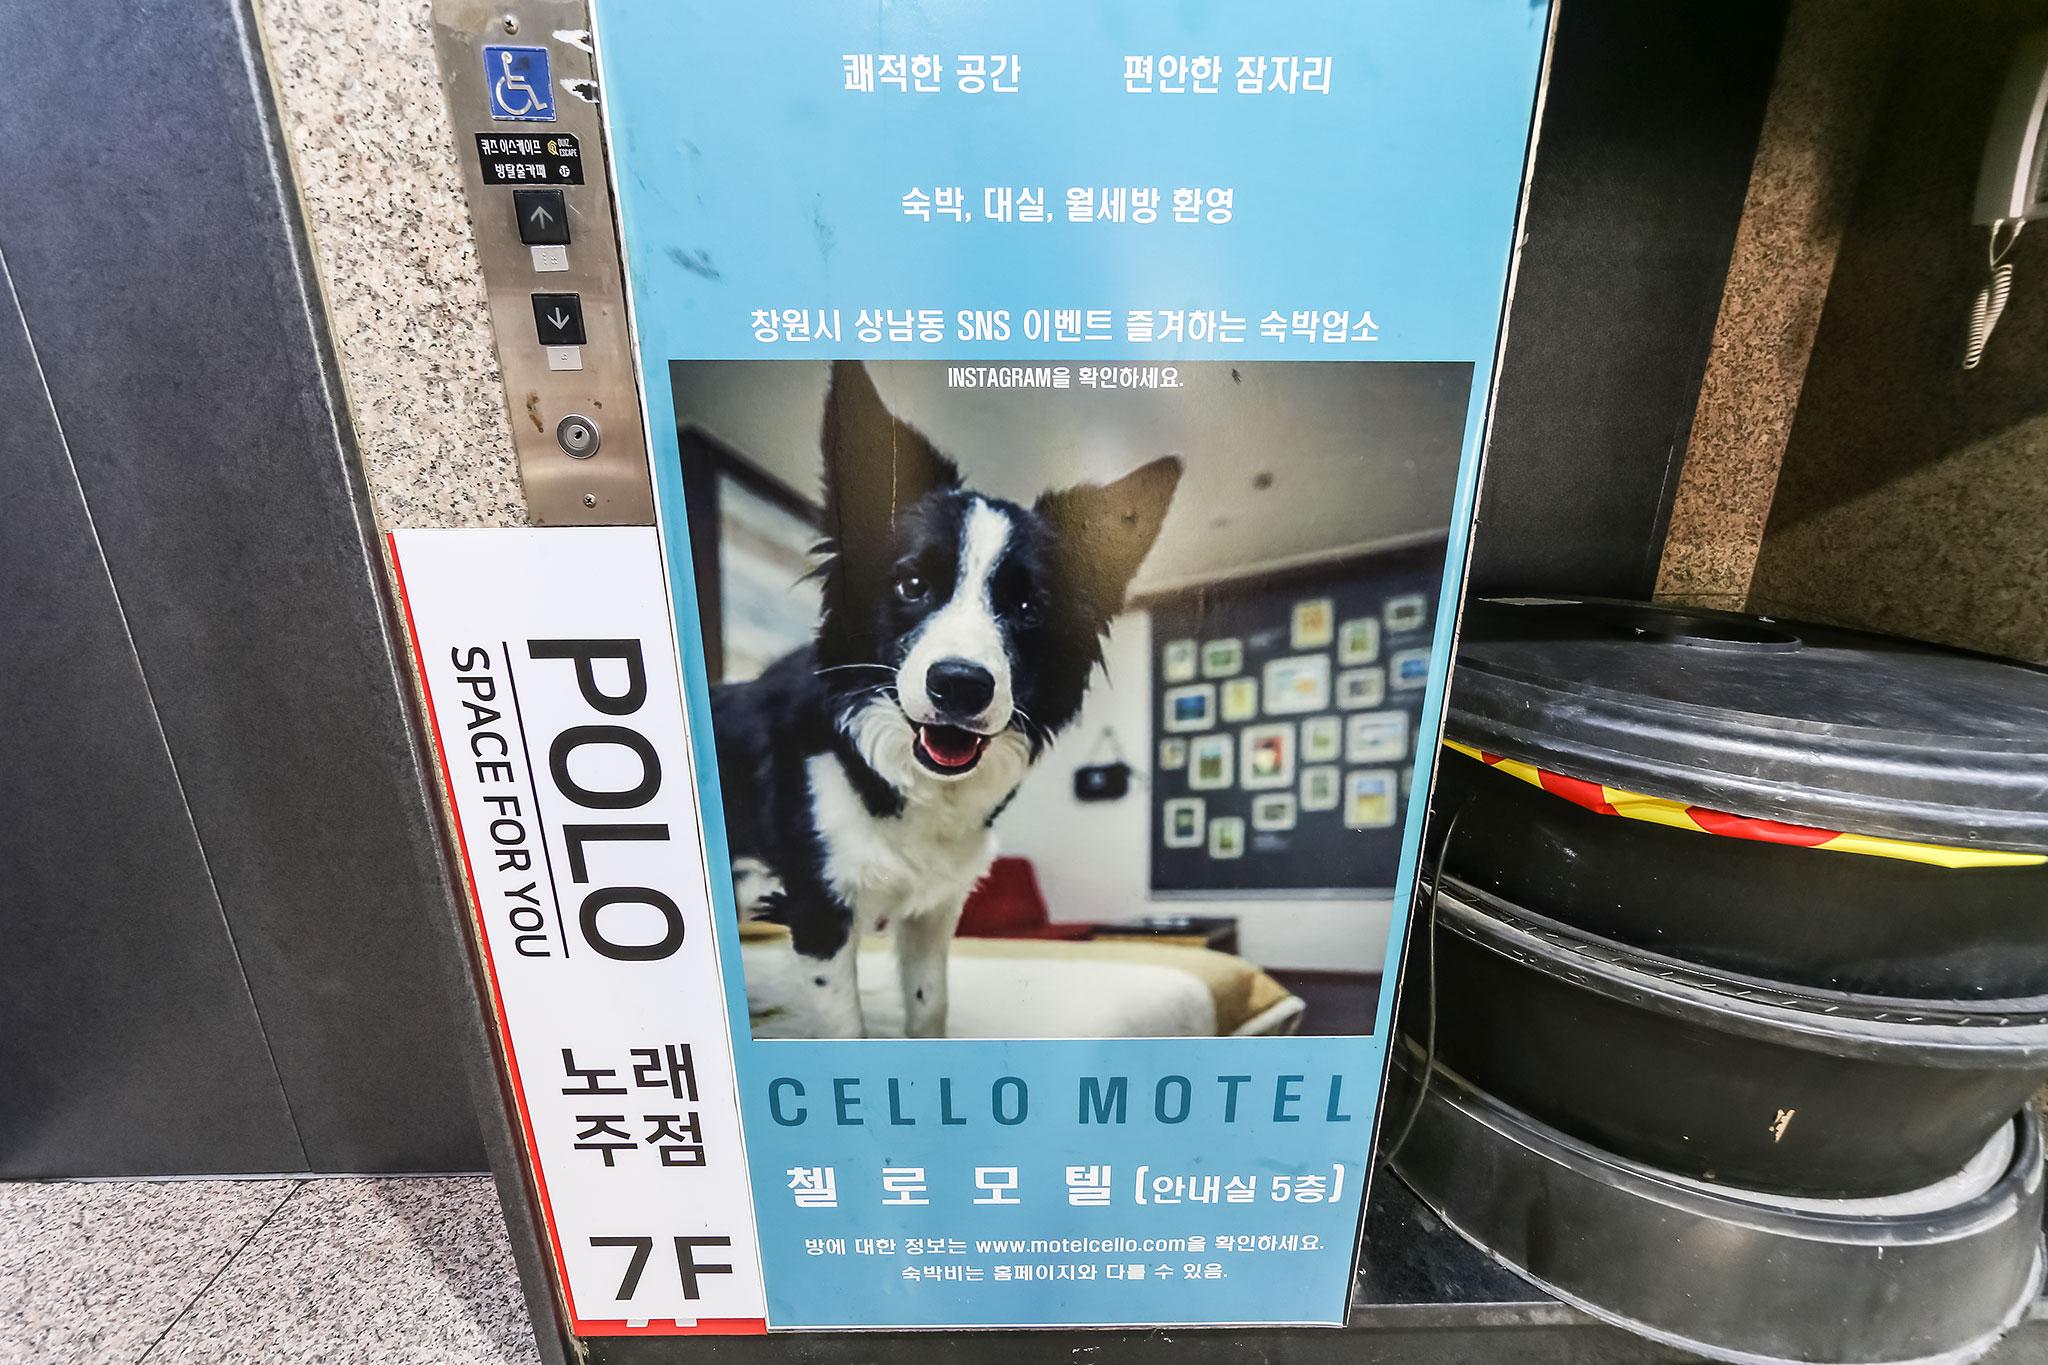 퀴즈 이스케이프 QUIZ. ESCAPE
방탈출카페 1F
쾌적한 공간 편안한 잠자리
숙박, 대실, 월세방 환영
창원시 상남동 SNS 이벤트 즐겨하는 숙박업소
INSTAGRAM을 확인하세요.
POLO
SPACE FOR YOU
노래
주점
7F
CELLO MOTEL
첼로모텔 (안내실 5층)
방에 대한 정보는 www.motelcello.com을 확인하세요.
숙박비는 홈페이지와 다를 수 있음.